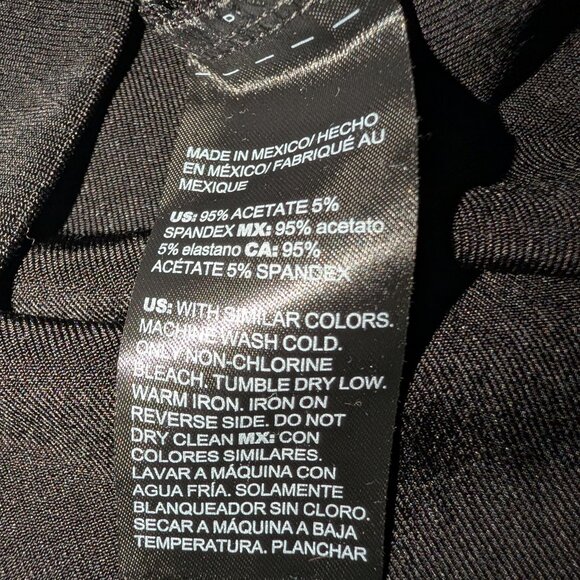 MADE IN MEXICO/ HECHO
EN MÉXICO/ FABRIQUÉ AU
MEXIQUE
US: 95% ACETATE 5%
SPANDEX MX: 95% acetato
5% elastano CA: 95%
ACÉTATE 5% SPANDEX
US: WITH SIMILAR COLORS.
MACHINE WASH COLD.
ONLY NON-CHLORINE
BLEACH. TUMBLE DRY LOW.
WARM IRON. IRON ON
REVERSE SIDE. DO NOT
DRY CLEAN MX: CON
COLORES SIMILARES.
LAVAR A MÁQUINA CON
AGUA FRÍA. SOLAMENTE
BLANQUEADOR SIN CLORO.
SECAR A MÁQUINA A BAJA
TEMPERATURA. PLANCHAR